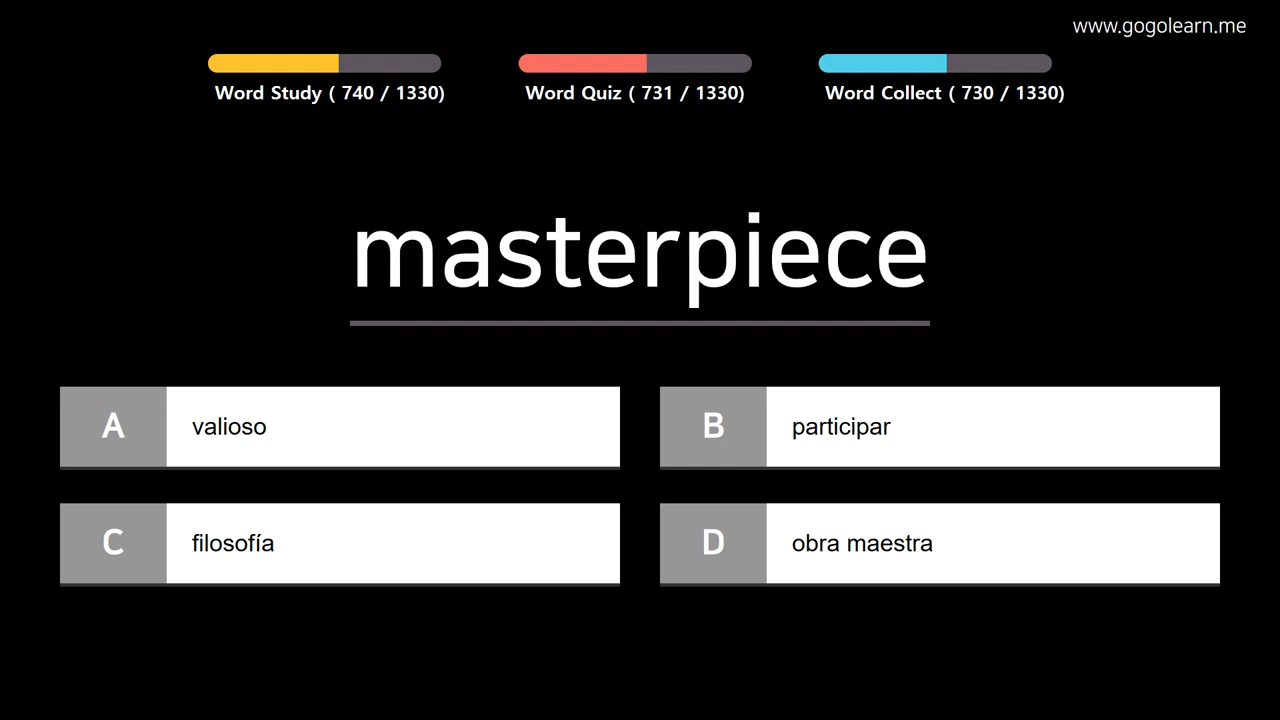 www.gogolearn.me
Word Study ( 740 / 1330)
Word Quiz ( 731 / 1330)
Word Collect ( 730 / 1330)
masterpiece
A valioso
B participar
C filosofía
D obra maestra